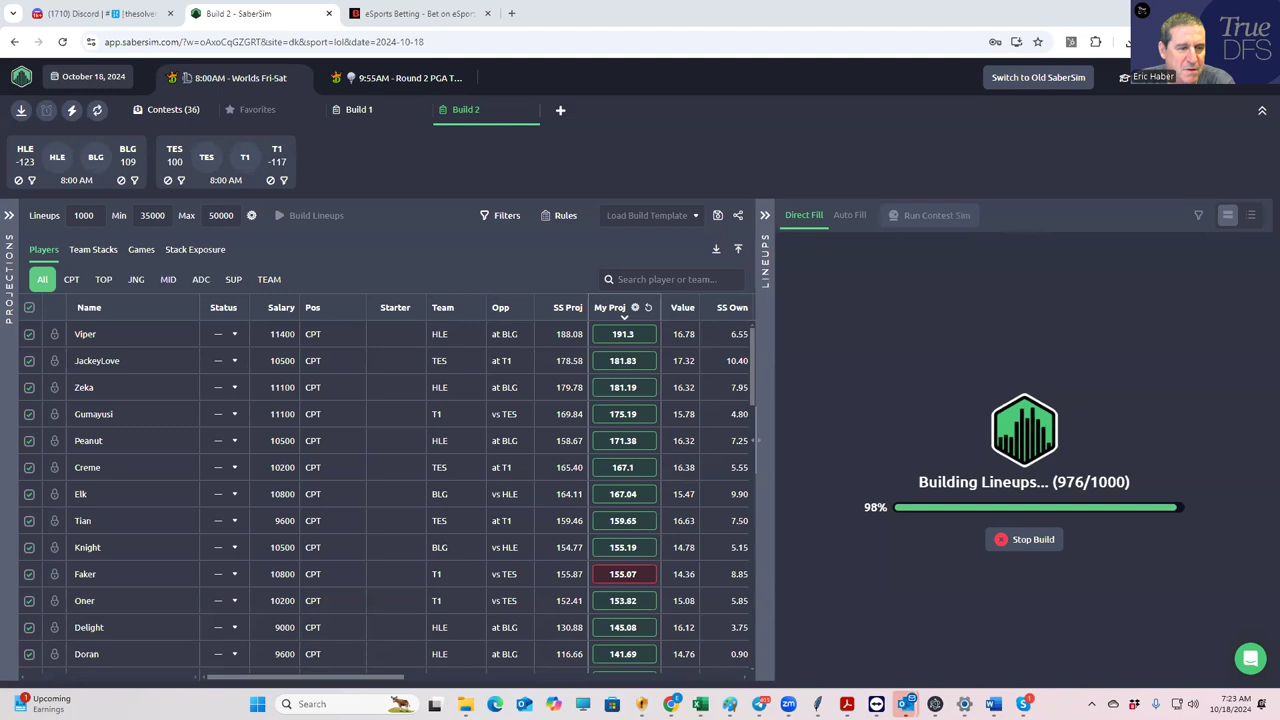 (1710) Discord | # | thesolver
Build 2 - SaberSim
eSports Betting - Bet on eSport
app.sabersim.com/?w=oAxoCqGZGRT&site=dk&sport=lol&date=2024-10-18
True
DFS
Eric Haber
October 18, 2024
8:00AM - Worlds Fri-Sat
9:55AM - Round 2 PGA T...
Switch to Old SaberSim
Contests (36)
Favorites
Build 1
Build 2
HLE
-123
HLE
BLG
BLG
109
8:00 AM
TES
100
TES
T1
T1
-117
8:00 AM
PROJECTIONS
Lineups 1000 Min 35000 Max 50000 Build Lineups Filters Rules Load Build Template
Players Team Stacks Games Stack Exposure
All CPT TOP JNG MID ADC SUP TEAM Search player or team...
Name Status Salary Pos Starter Team Opp SS Proj My Proj Value SS Own
Viper — 11400 CPT HLE at BLG 188.08 191.3 16.78 6.55
JackeyLove — 10500 CPT TES at T1 178.58 181.83 17.32 10.40
Zeka — 11100 CPT HLE at BLG 179.78 181.19 16.32 7.95
Gumayusi — 11100 CPT T1 vs TES 169.84 175.19 15.78 4.80
Peanut — 10500 CPT HLE at BLG 158.67 171.38 16.32 7.25
Creme — 10200 CPT TES at T1 165.40 167.1 16.38 5.55
Elk — 10800 CPT BLG vs HLE 164.11 167.04 15.47 9.90
Tian — 9600 CPT TES at T1 159.46 159.65 16.63 7.50
Knight — 10500 CPT BLG vs HLE 154.77 155.19 14.78 5.15
Faker — 10800 CPT T1 vs TES 155.87 155.07 14.36 8.85
Oner — 10200 CPT T1 vs TES 152.41 153.82 15.08 5.85
Delight — 9000 CPT HLE at BLG 130.88 145.08 16.12 3.75
Doran — 9600 CPT HLE at BLG 116.66 141.69 14.76 0.90
LINEUPS
Direct Fill Auto Fill Run Contest Sim
Building Lineups... (976/1000)
98%
Stop Build
Upcoming
Earnings
Search
7:23 AM
10/18/2024